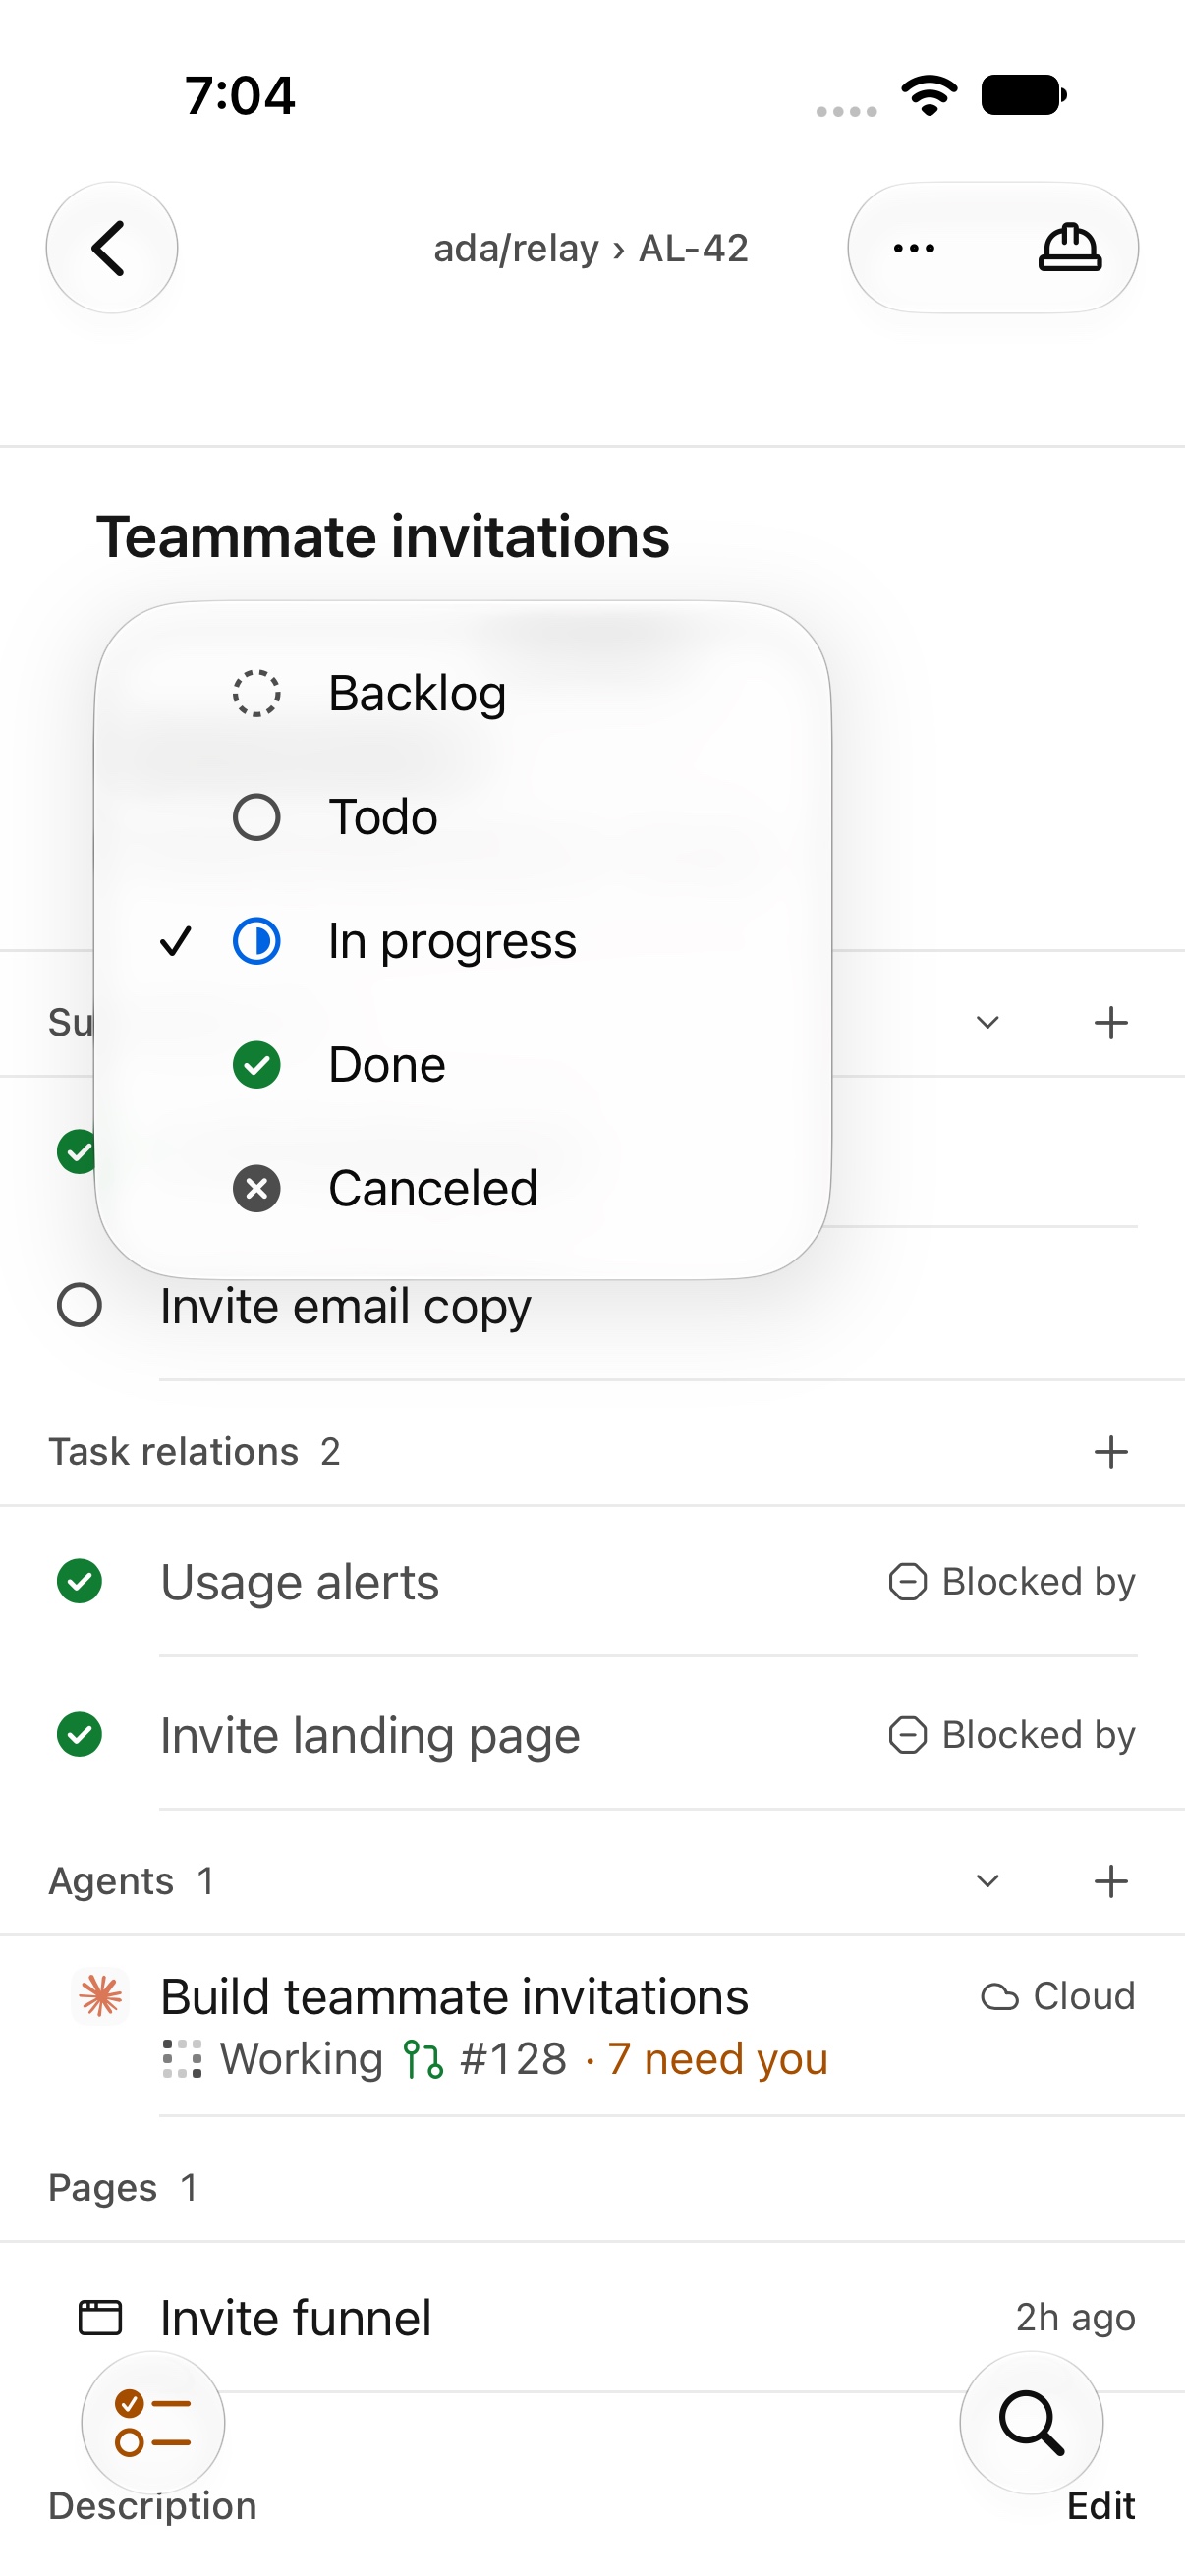 7:04
ada/relay › AL-42
Teammate invitations
Backlog
Todo
In progress
Done
Canceled
Invite email copy
Task relations 2
Usage alerts Blocked by
Invite landing page Blocked by
Agents 1
Build teammate invitations Cloud
Working #128 · 7 need you
Pages 1
Invite funnel 2h ago
Description Edit